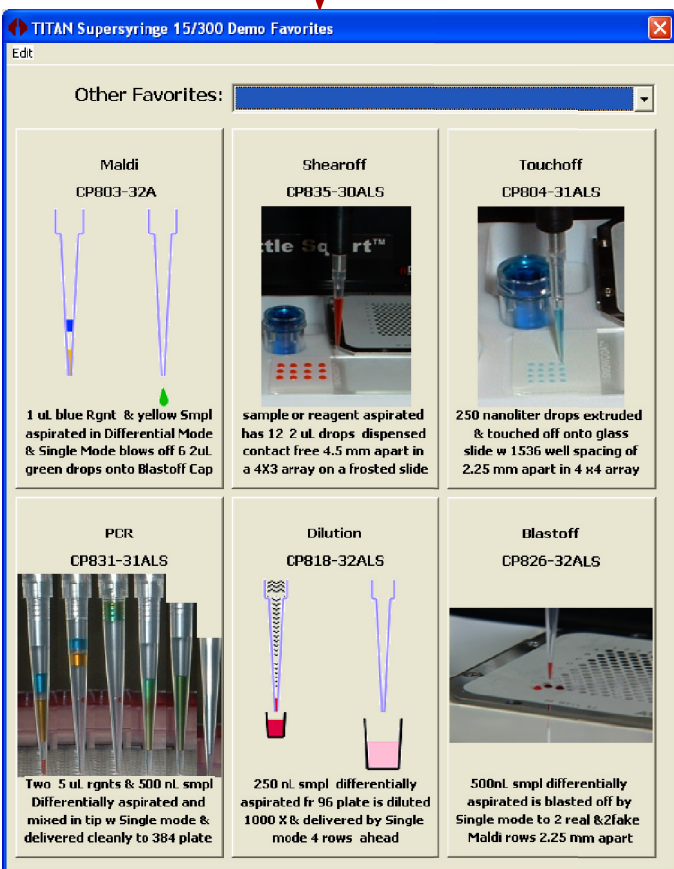 TITAN Supersyringe 15/300 Demo Favorites
Edit
Other Favorites:
Maldi
CP803-32A
1 uL blue Rgnt & yellow Smpl
aspirated in Differential Mode
& Single Mode blows off 6 2uL
green drops onto Blastoff Cap
Shearoff
CP835-30ALS
ttle Sq rt™
sample or reagent aspirated
has 12 2 uL drops dispensed
contact free 4.5 mm apart in
a 4X3 array on a frosted slide
Touchoff
CP804-31ALS
250 nanoliter drops extruded
& touched off onto glass
slide w 1536 well spacing of
2.25 mm apart in 4 x4 array
PCR
CP831-31ALS
Two 5 uL rgnts & 500 nL smpl
Differentially aspirated and
mixed in tip w Single mode &
delivered cleanly to 384 plate
Dilution
CP818-32ALS
250 nL smpl differentially
aspirated fr 96 plate is diluted
1000 X & delivered by Single
mode 4 rows ahead
Blastoff
CP826-32ALS
500nL smpl differentially
aspirated is blasted off by
Single mode to 2 real &2fake
Maldi rows 2.25 mm apart